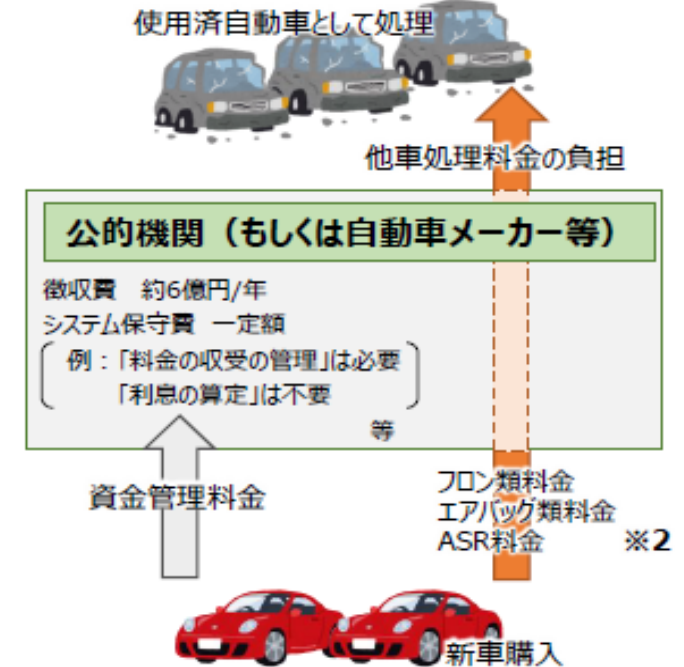 使用済自動車として処理
他車処理料金の負担
公的機関（もしくは自動車メーカー等）
徴収費　約6億円/年
システム保守費　一定額
例：「料金の収受の管理」は必要
「利息の算定」は不要
等
資金管理料金
フロン類料金
エアバッグ類料金
ASR料金　※2
新車購入